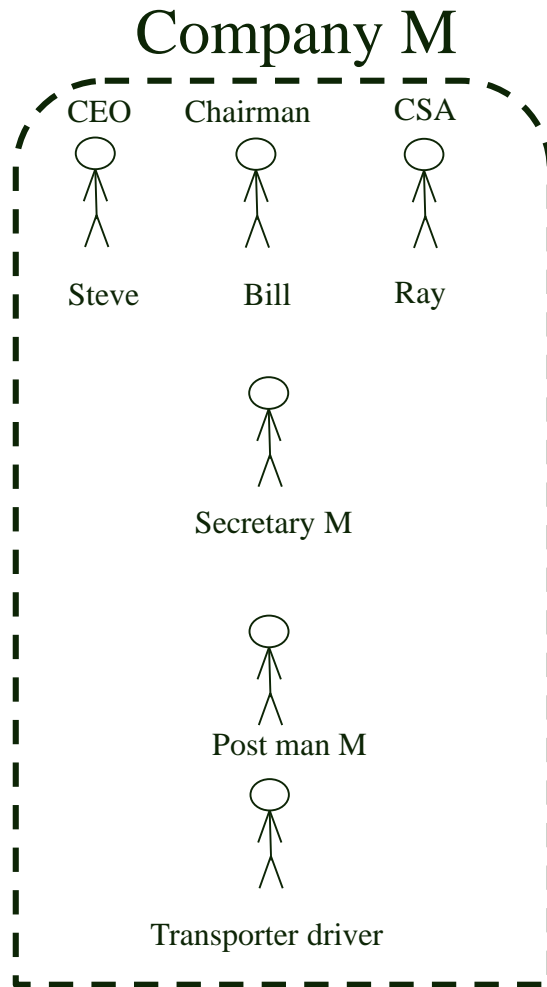 Company M
CEO Chairman CSA
Steve Bill Ray
Secretary M
Post man M
Transporter driver